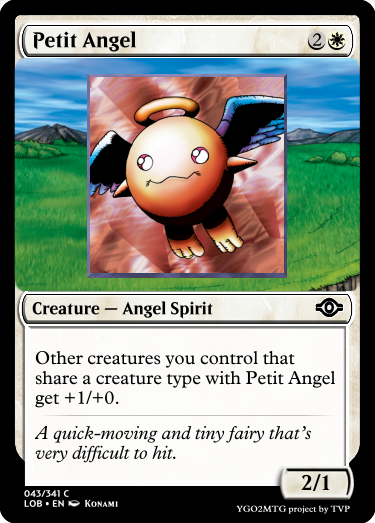 Petit Angel 2
Creature — Angel Spirit
Other creatures you control that
share a creature type with Petit Angel
get +1/+0.
A quick-moving and tiny fairy that's
very difficult to hit.
2/1
043/341 C
LOB • EN Konami
YGO2MTG project by TVP